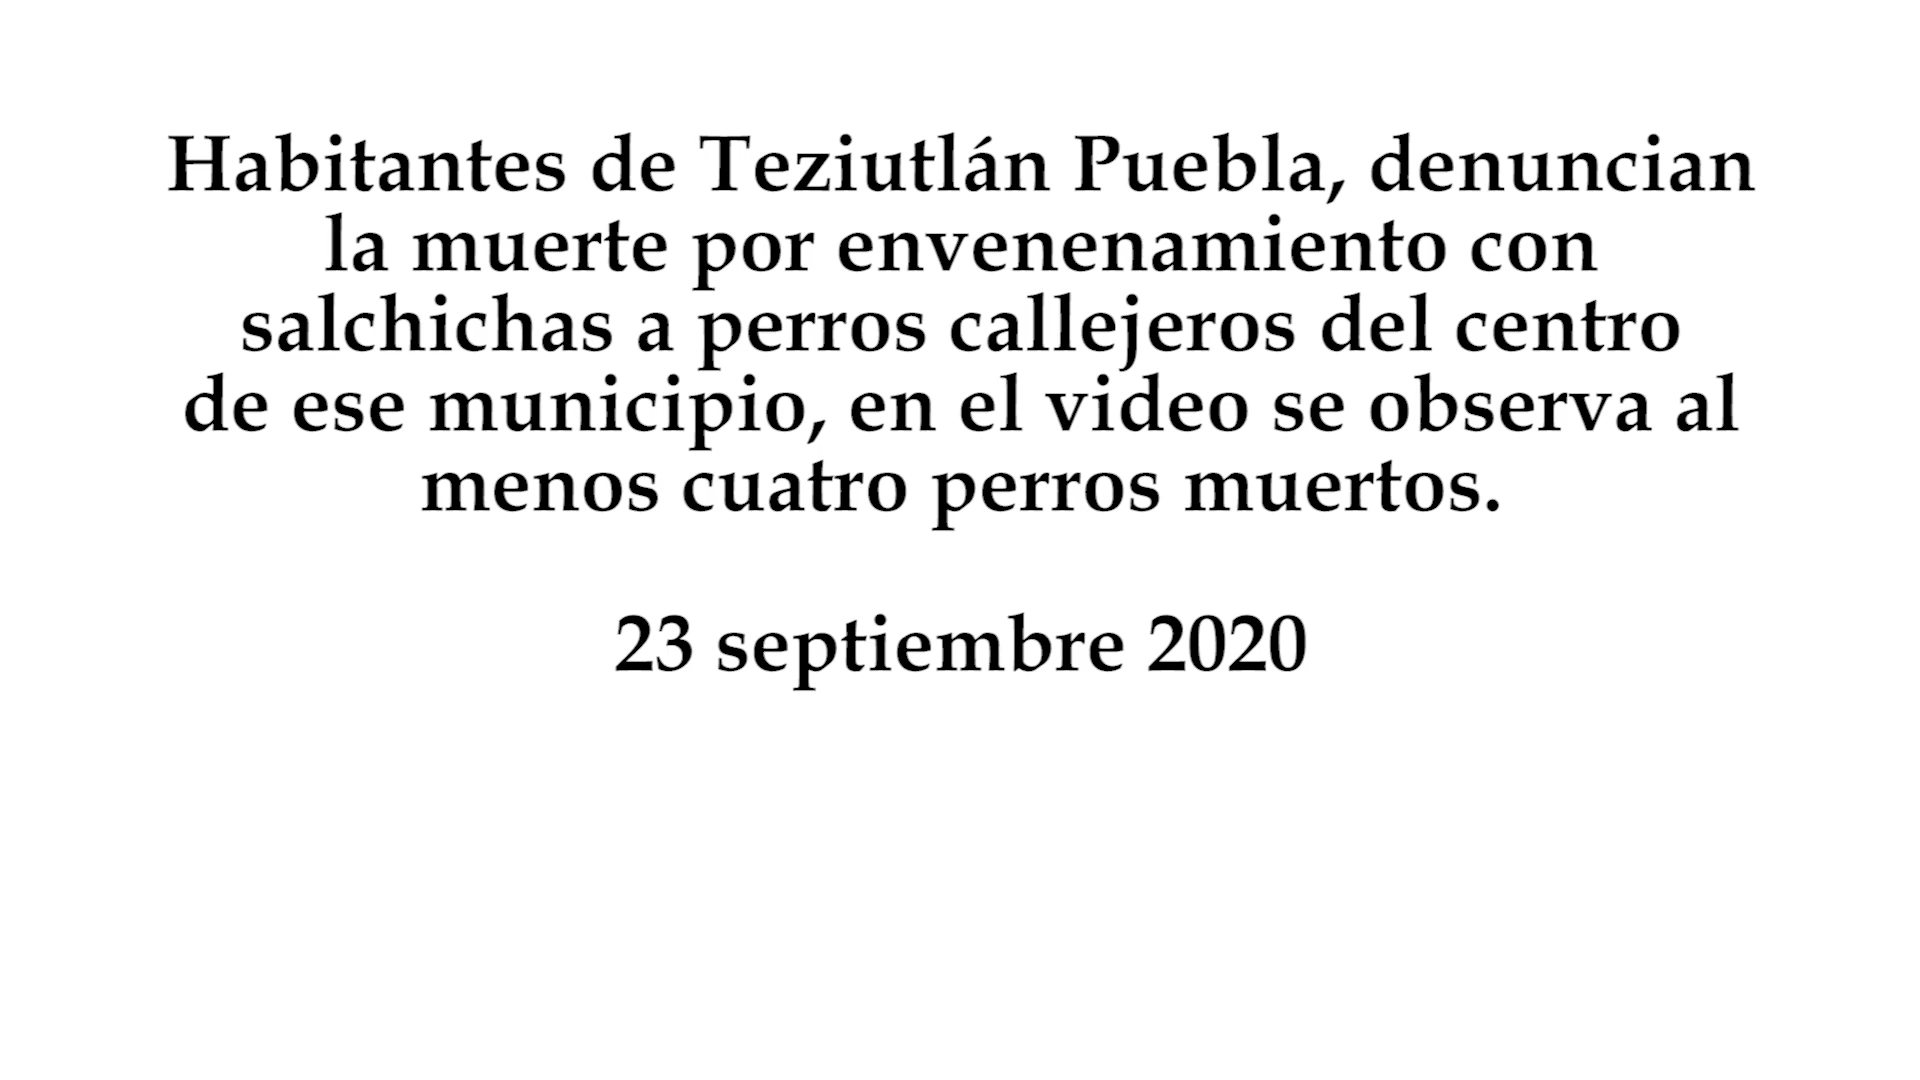 Habitantes de Teziutlán Puebla, denuncian
la muerte por envenenamiento con
salchichas a perros callejeros del centro
de ese municipio, en el video se observa al
menos cuatro perros muertos.
23 septiembre 2020